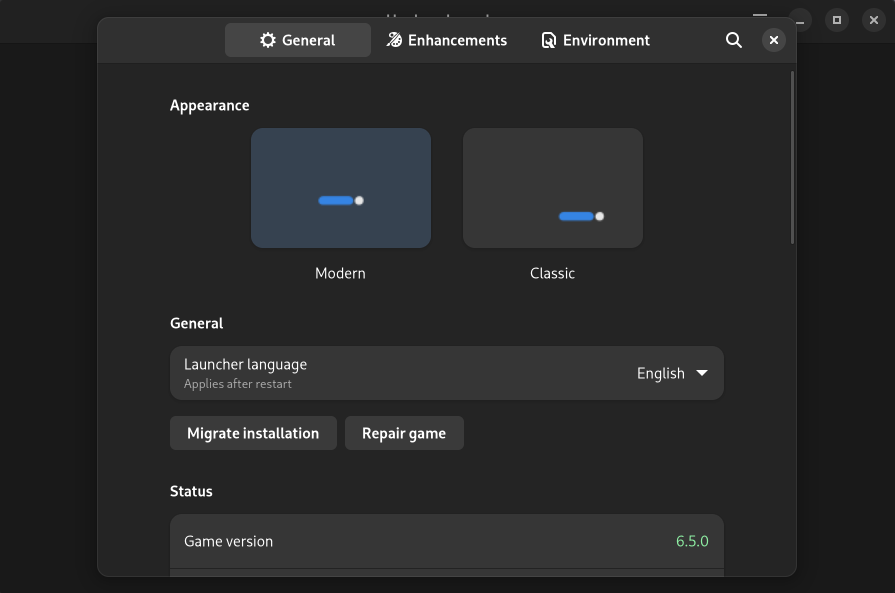 General
Enhancements
Environment
Appearance
Modern
Classic
General
Launcher language
Applies after restart
English
Migrate installation
Repair game
Status
Game version
6.5.0